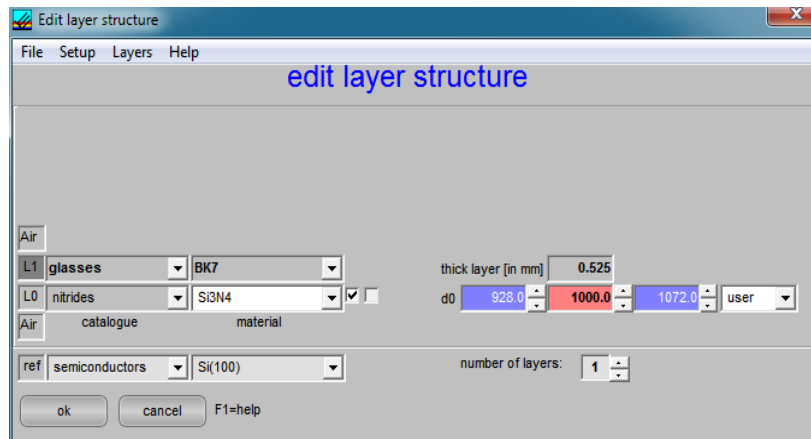 Edit layer structure
X
File Setup Layers Help
edit layer structure
Air
L1 glasses BK7 thick layer [in mm] 0.525
L0 nitrides Si3N4 d0 928.0 1000.0 1072.0 user
Air catalogue material
ref semiconductors Si(100) number of layers: 1
ok cancel F1=help